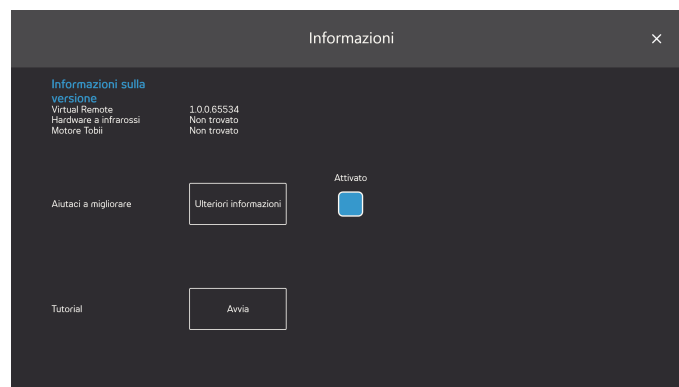 Informazioni
Informazioni sulla
versione
Virtual Remote 1.0.0.65534
Hardware a infrarossi Non trovato
Motore Tobii Non trovato
Attivato
Aiutaci a migliorare Ulteriori informazioni
Tutorial Avvia